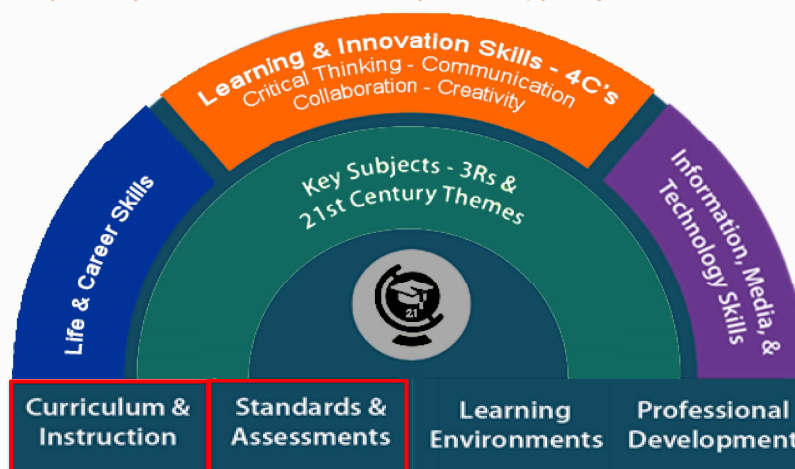 Learning & Innovation Skills - 4C's
Critical Thinking - Communication
Collaboration - Creativity
Life & Career Skills
Key Subjects - 3Rs &
21st Century Themes
Information, Media, &
Technology Skills
21
Curriculum &
Instruction
Standards &
Assessments
Learning
Environments
Professional
Development